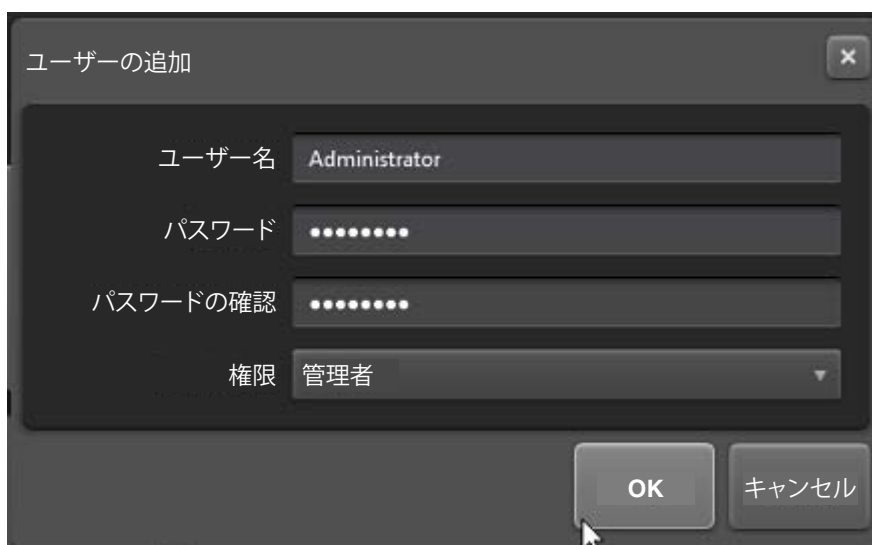 ユーザーの追加
ユーザー名 Administrator
パスワード ••••••••
パスワードの確認 ••••••••
権限 管理者
OK キャンセル